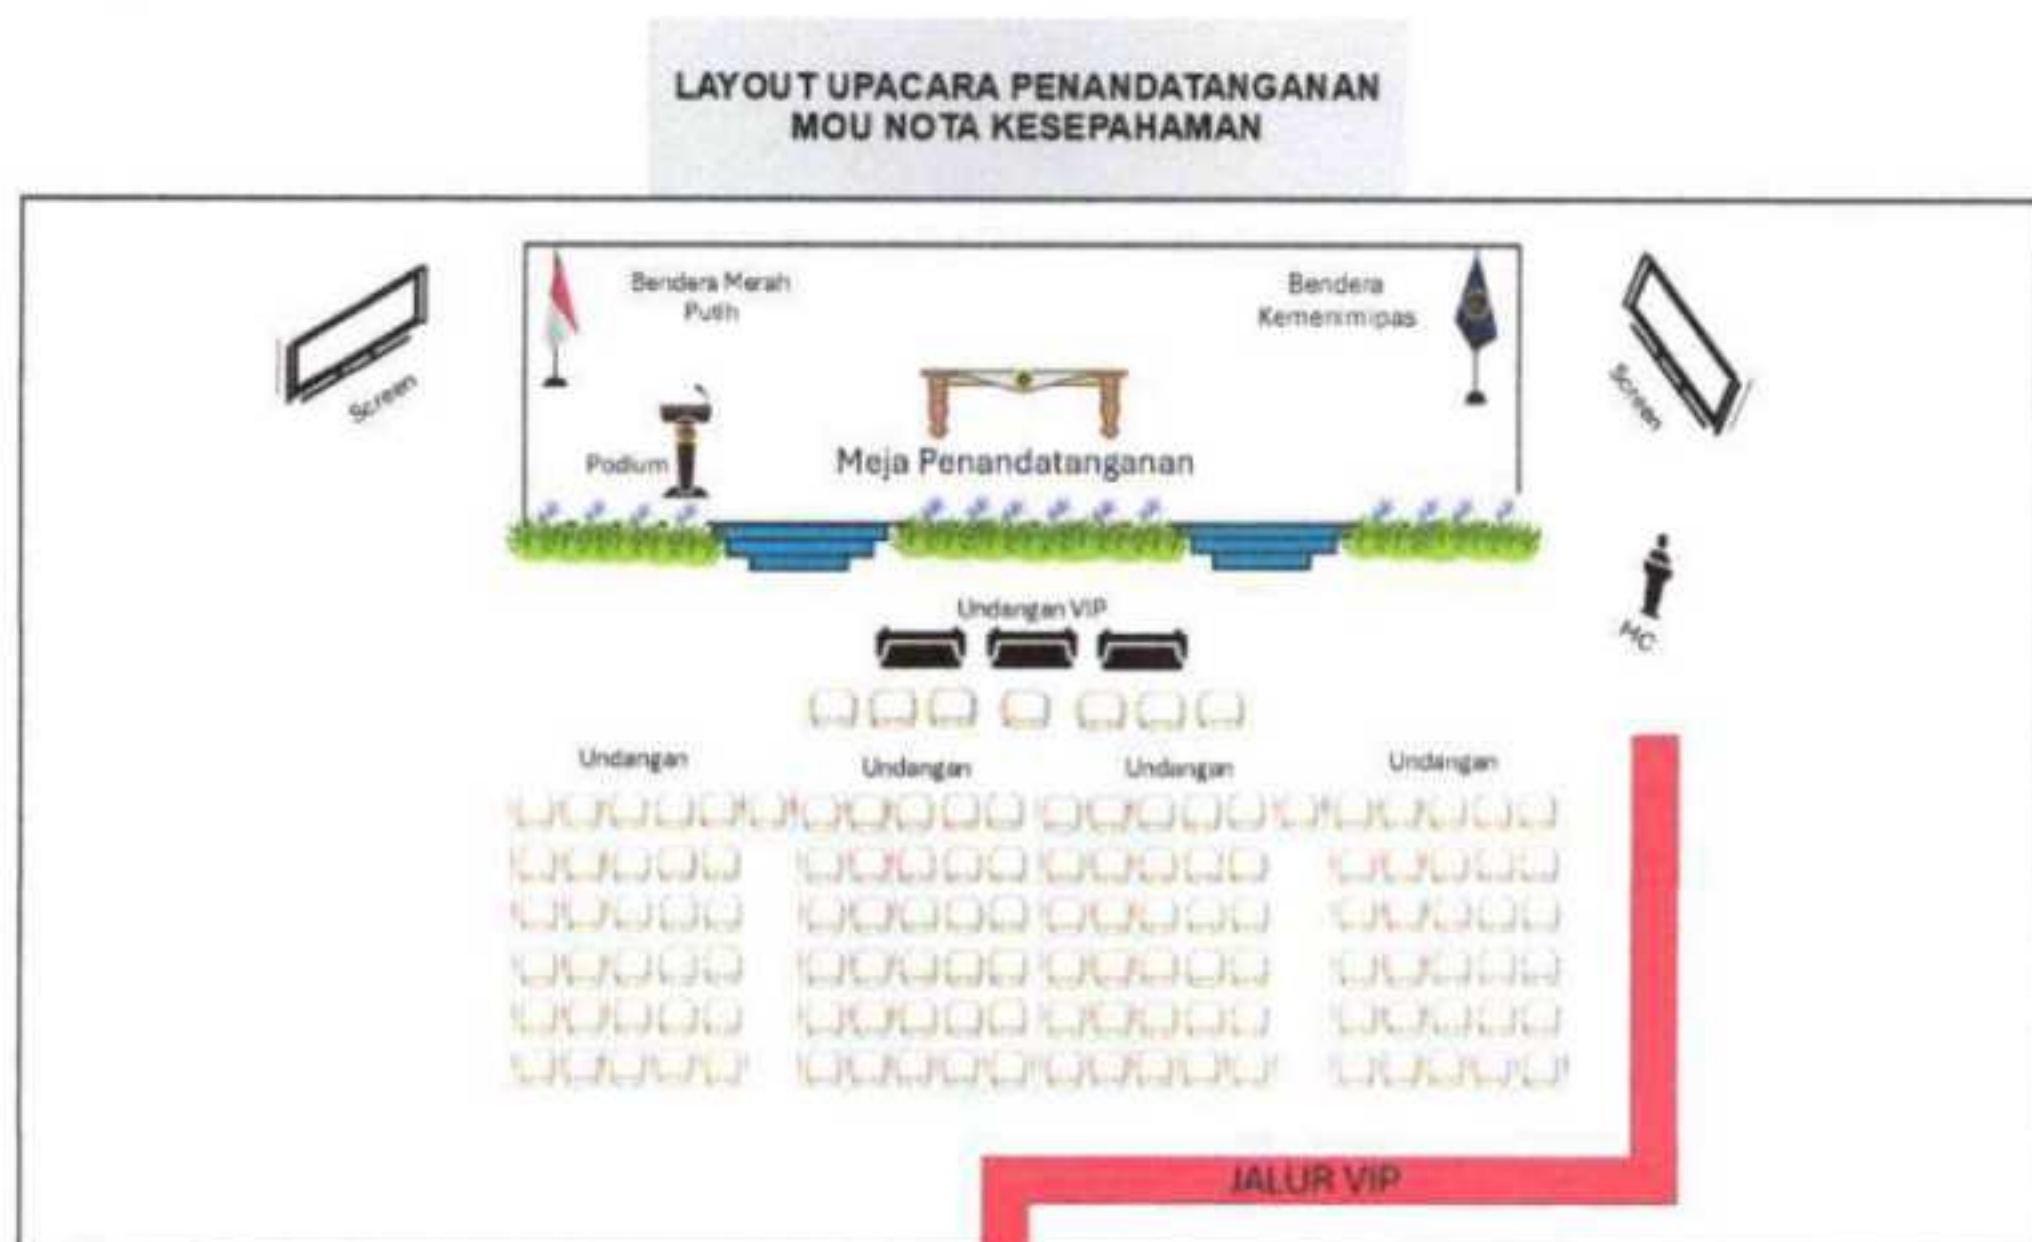 LAYOUT UPACARA PENANDATANGANAN
MOU NOTA KESEPAHAMAN
Bendera Merah
Putih
Bendera
Kemenimipas
Screen
Screen
Podium
Meja Penandatanganan
Undangan VIP
MC
Undangan
Undangan
Undangan
Undangan
JALUR VIP